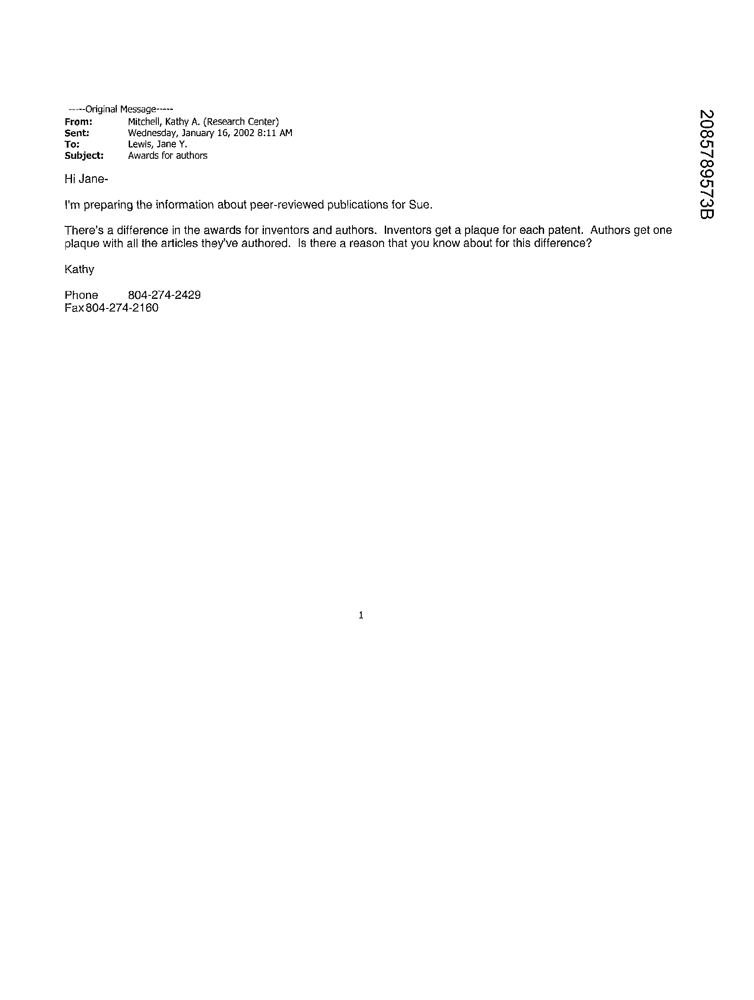 -----Original Message-----
From: Mitchell, Kathy A. (Research Center)
Sent: Wednesday, January 16, 2002 8:11 AM
To: Lewis, Jane Y.
Subject: Awards for authors
Hi Jane-
I'm preparing the information about peer-reviewed publications for Sue.
There's a difference in the awards for inventors and authors. Inventors get a plaque for each patent. Authors get one
plaque with all the articles they've authored. Is there a reason that you know about for this difference?
Kathy
Phone 804-274-2429
Fax804-274-2160
1
2085789573B